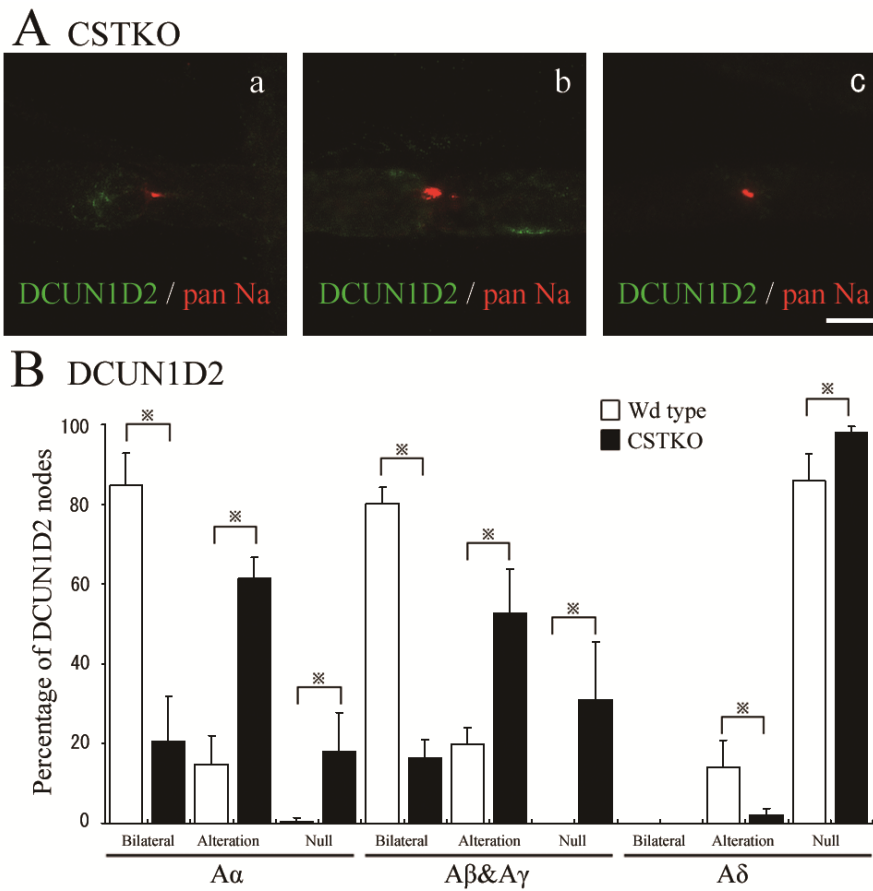 A CSTKO
a b c
DCUN1D2 / pan Na DCUN1D2 / pan Na DCUN1D2 / pan Na
B DCUN1D2
Wd type
CSTKO
Percentage of DCUN1D2 nodes
100
80
60
40
20
0
※ ※ ※ ※ ※ ※ ※ ※
Bilateral Alteration Null Bilateral Alteration Null Bilateral Alteration Null
Aα Aβ&Aγ Aδ